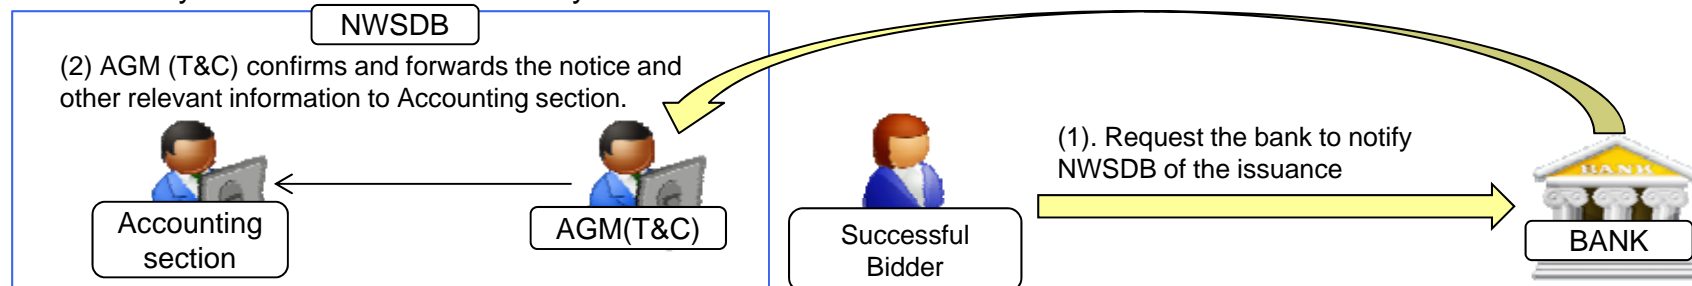 NWSDB
(2) AGM (T&C) confirms and forwards the notice and
other relevant information to Accounting section.
(1). Request the bank to notify
NWSDB of the issuance
BANK
Accounting
section
AGM(T&C)
Successful
Bidder
BANK